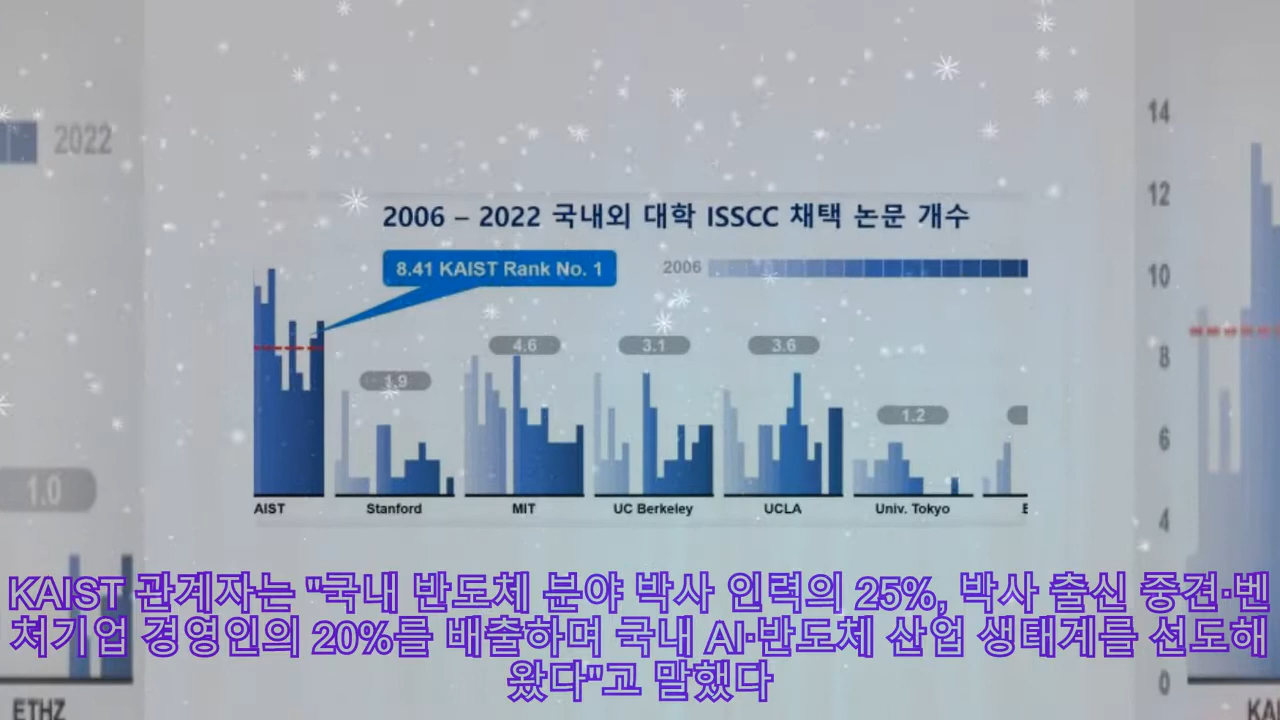 2022
2006 – 2022 국내외 대학 ISSCC 채택 논문 개수
8.41 KAIST Rank No. 1
2006
1.9
4.6
3.1
3.6
1.2
AIST
Stanford
MIT
UC Berkeley
UCLA
Univ. Tokyo
1.0
ETHZ
14
12
10
8
6
4
0
KAI
KAIST 관계자는 "국내 반도체 분야 박사 인력의 25%, 박사 출신 중견·벤
처기업 경영인의 20%를 배출하며 국내 AI·반도체 산업 생태계를 선도해
왔다"고 말했다